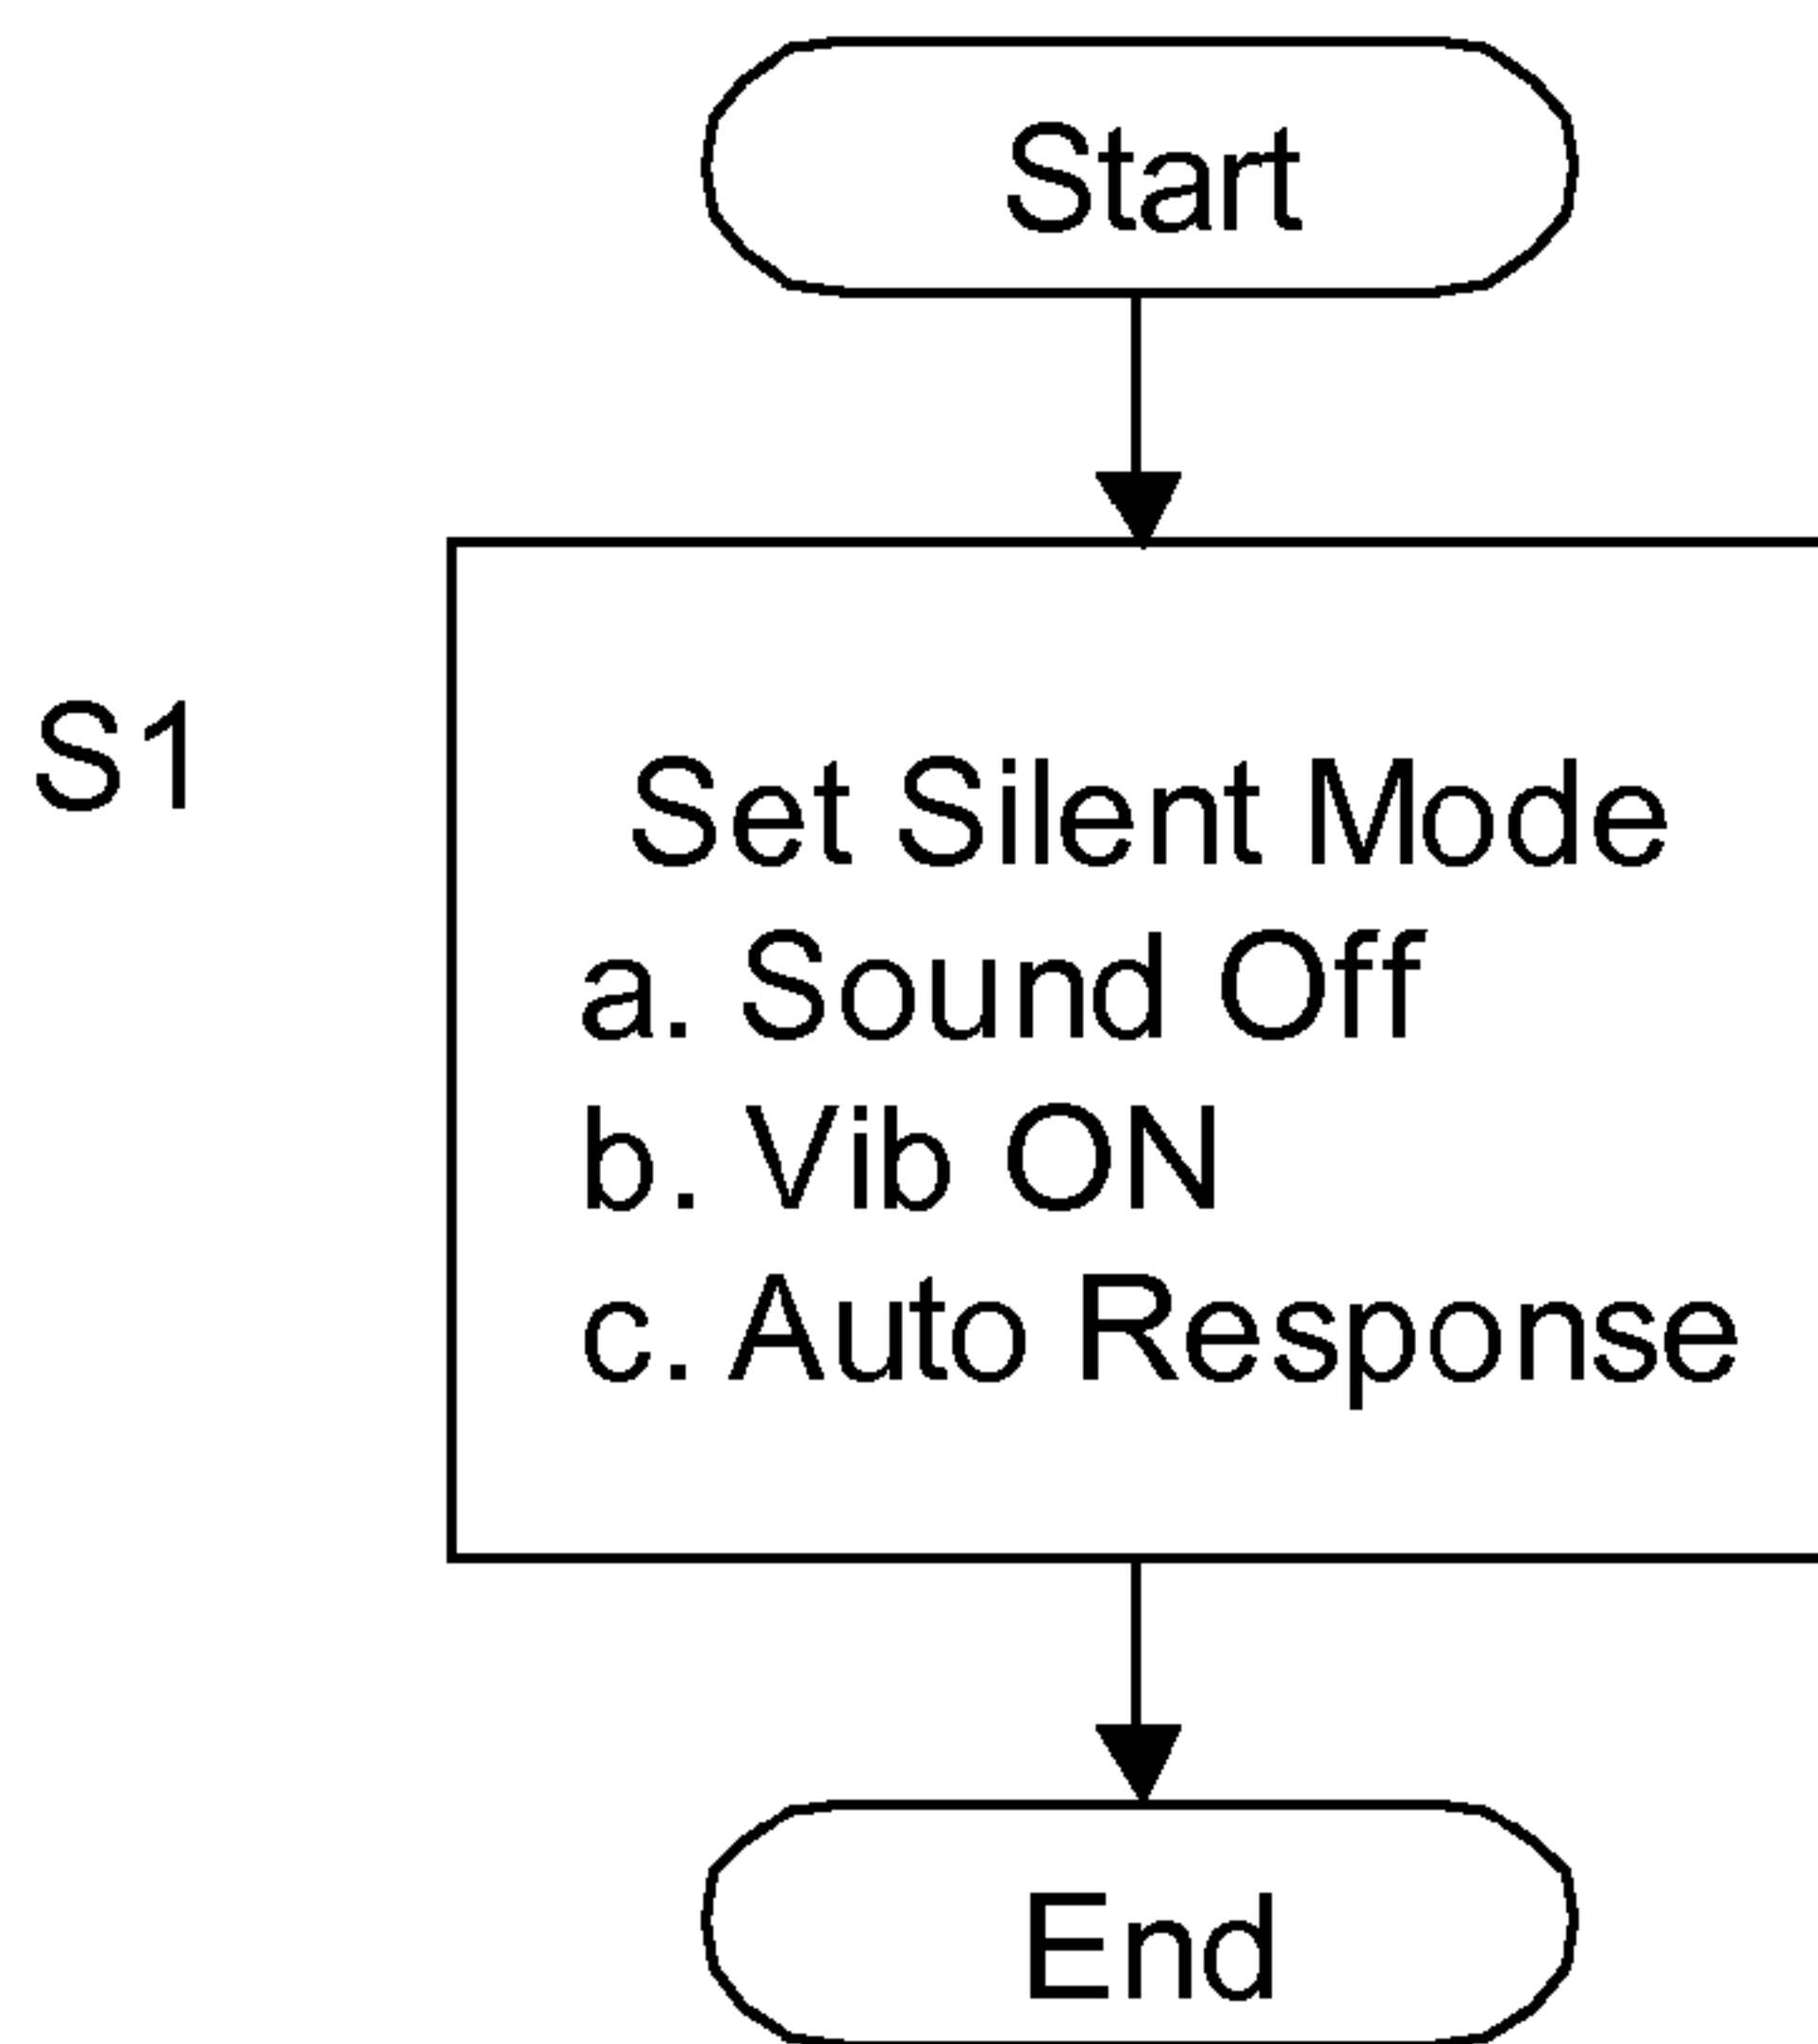 Start
S1
Set Silent Mode
a. Sound Off
b. Vib ON
c. Auto Response
End